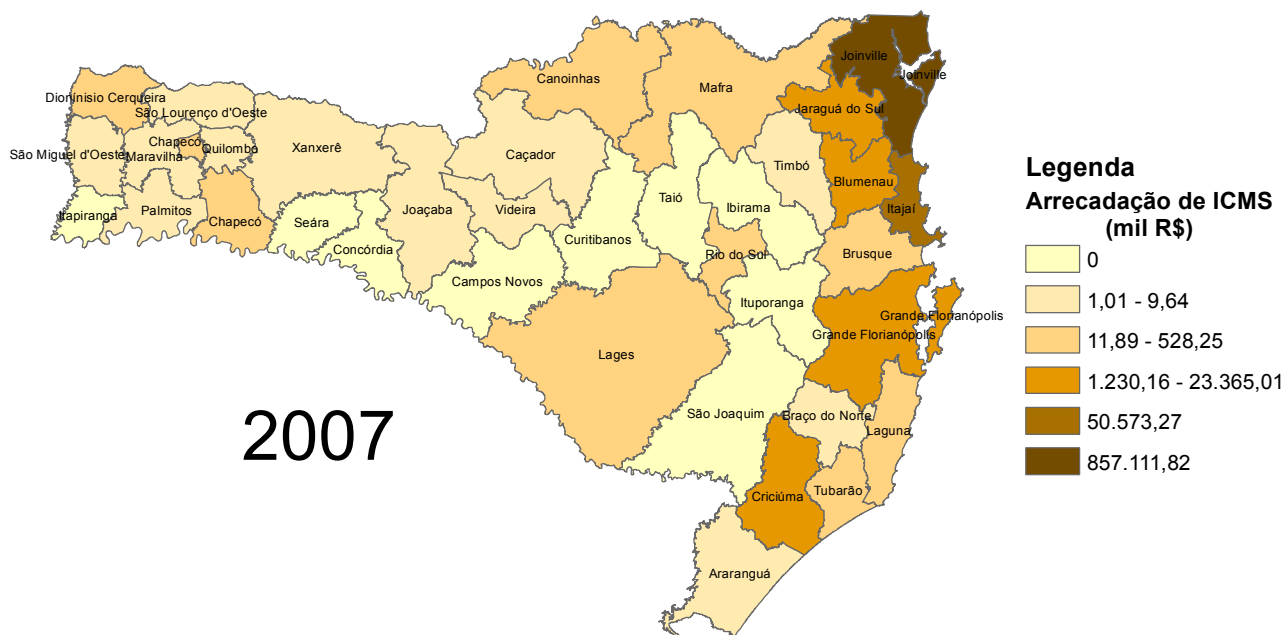 Joinville
Joinville
Canoinhas
Mafra
Dionísio Cerqueira
Jaraguá do Sul
São Lourenço d'Oeste
Chapecó
São Miguel d'Oeste
Maravilha
Quilombo
Xanxerê
Caçador
Timbó
Blumenau
Itapiranga
Palmitos
Chapecó
Seára
Joaçaba
Videira
Taió
Ibirama
Itajaí
Concórdia
Curitibanos
Rio do Sul
Brusque
Campos Novos
Ituporanga
Grande Florianópolis
Grande Florianópolis
Lages
São Joaquim
Braço do Norte
Laguna
Criciúma
Tubarão
Araranguá
2007
Legenda
Arrecadação de ICMS
(mil R$)
0
1,01 - 9,64
11,89 - 528,25
1.230,16 - 23.365,01
50.573,27
857.111,82